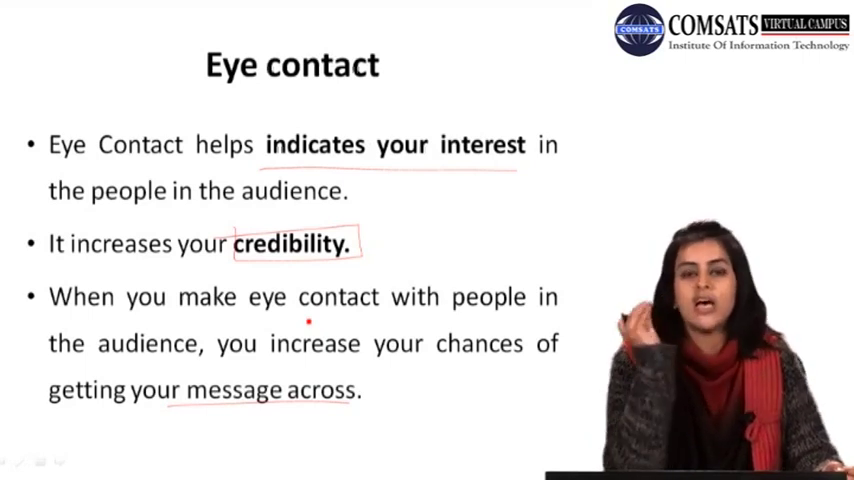 COMSATS VIRTUAL CAMPUS
COMSATS
Institute Of Information Technology
Eye contact
• Eye Contact helps indicates your interest in
the people in the audience.
• It increases your credibility.
• When you make eye contact with people in
the audience, you increase your chances of
getting your message across.